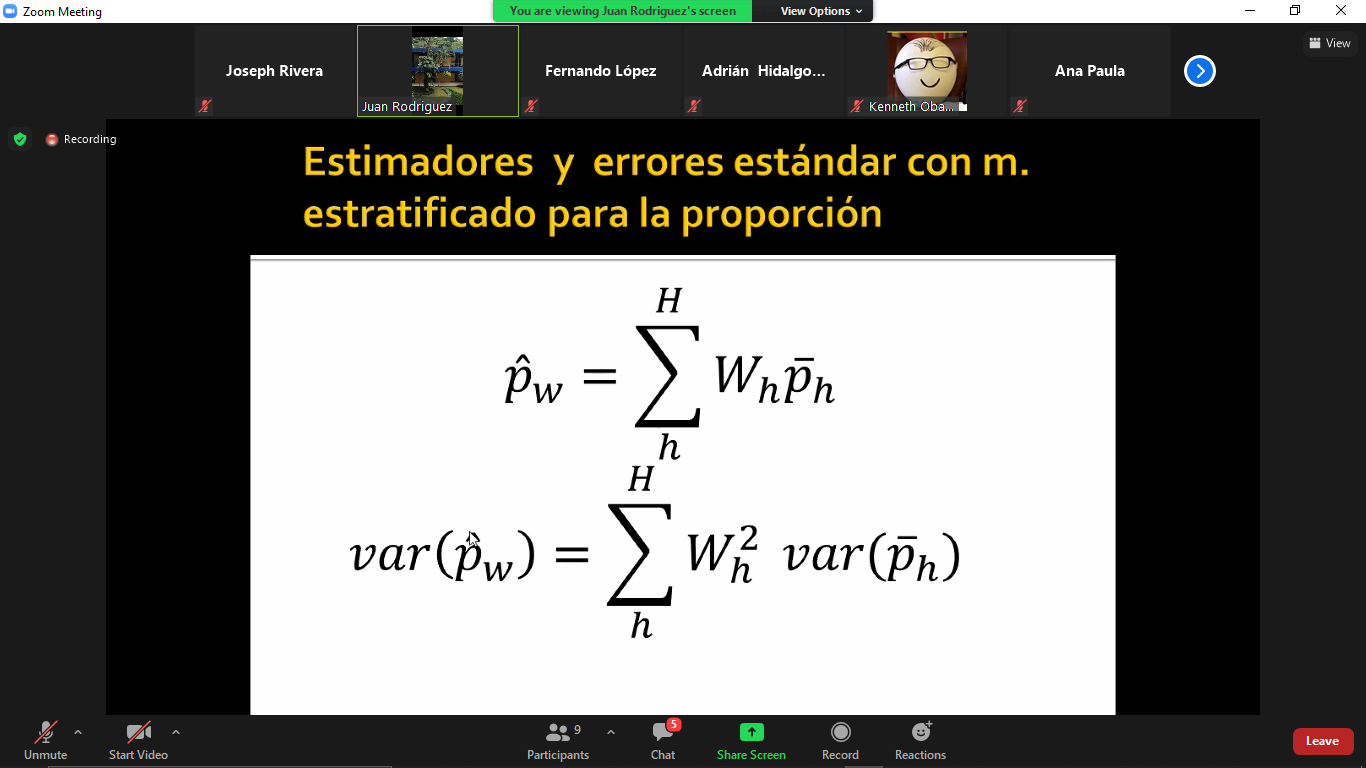 Zoom Meeting
You are viewing Juan Rodriguez's screen
View Options
Joseph Rivera
Juan Rodriguez
Fernando López
Adrián Hidalgo...
Kenneth Oba...
Ana Paula
View
Recording
Estimadores y errores estándar con m.
estratificado para la proporción
p̂_w = ∑_h^H W_h p̄_h
var(p̂_w) = ∑_h^H W_h^2 var(p̄_h)
Unmute
Start Video
Participants
9
Chat
5
Share Screen
Record
Reactions
Leave